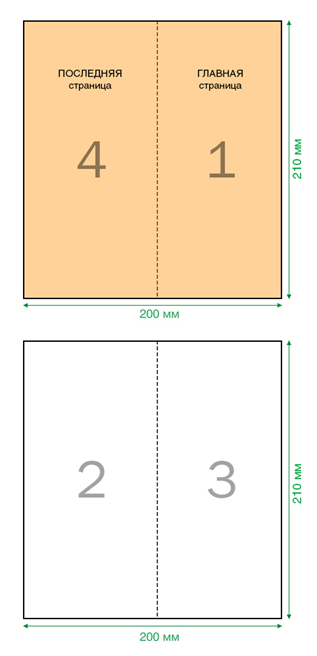 ПОСЛЕДНЯЯ
страница
4
ГЛАВНАЯ
страница
1
210 мм
200 мм
2
3
210 мм
200 мм